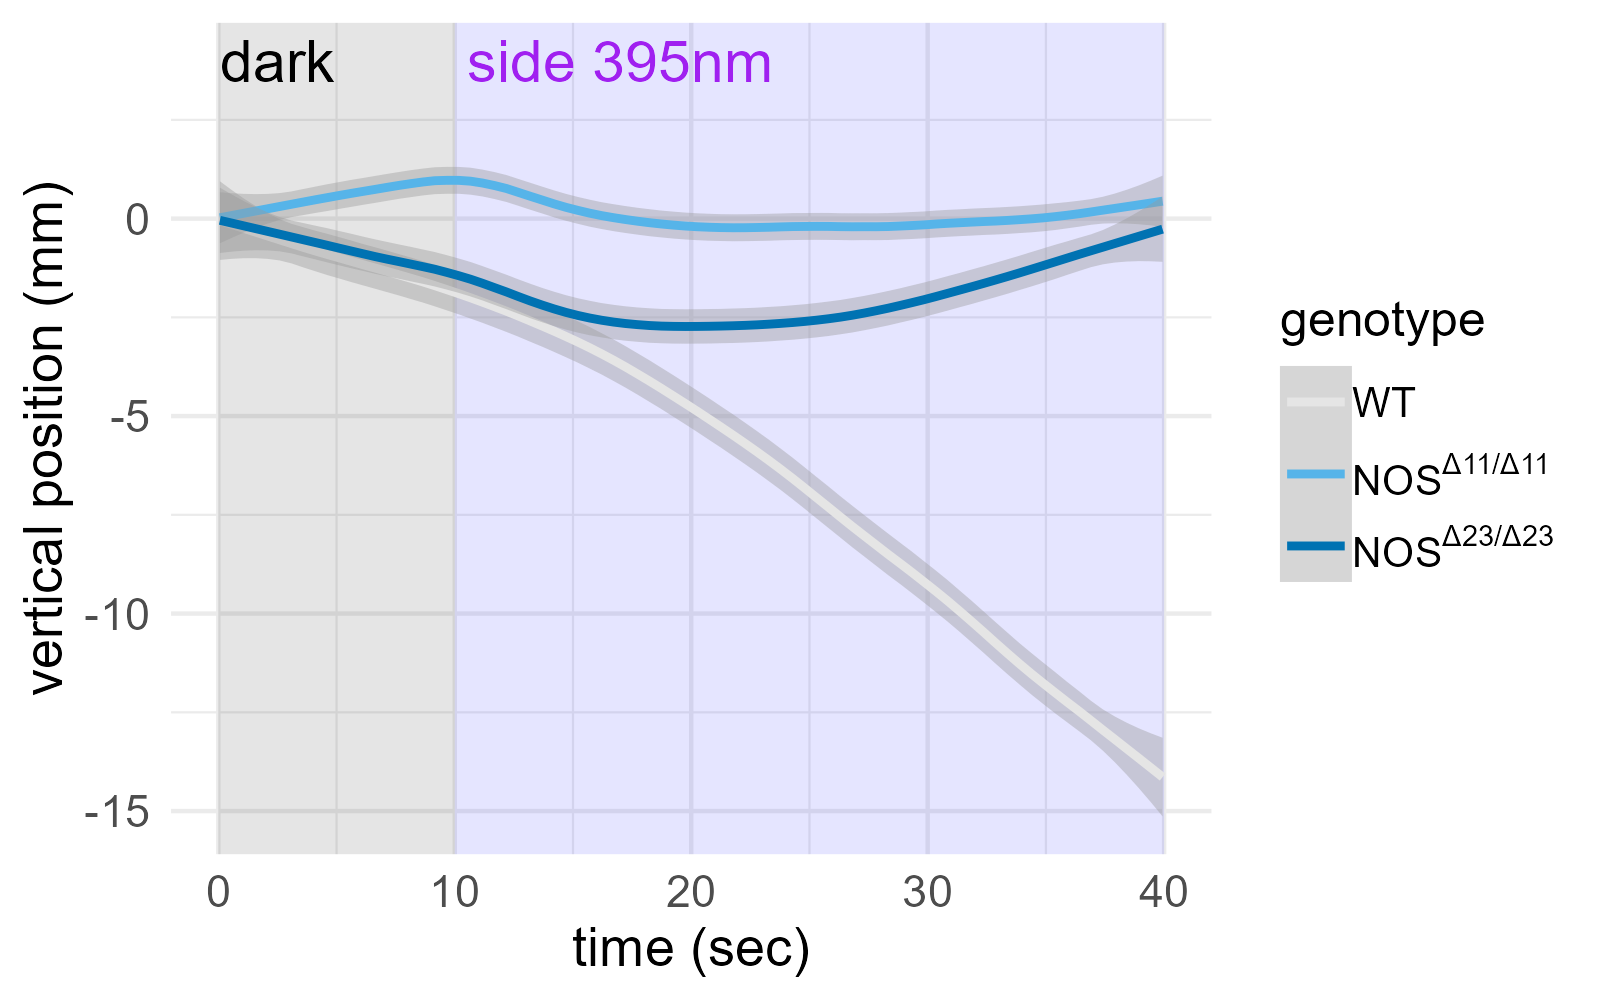 dark
side 395nm
vertical position (mm)
0
-5
-10
-15
0 10 20 30 40
time (sec)
genotype
WT
NOSΔ11/Δ11
NOSΔ23/Δ23